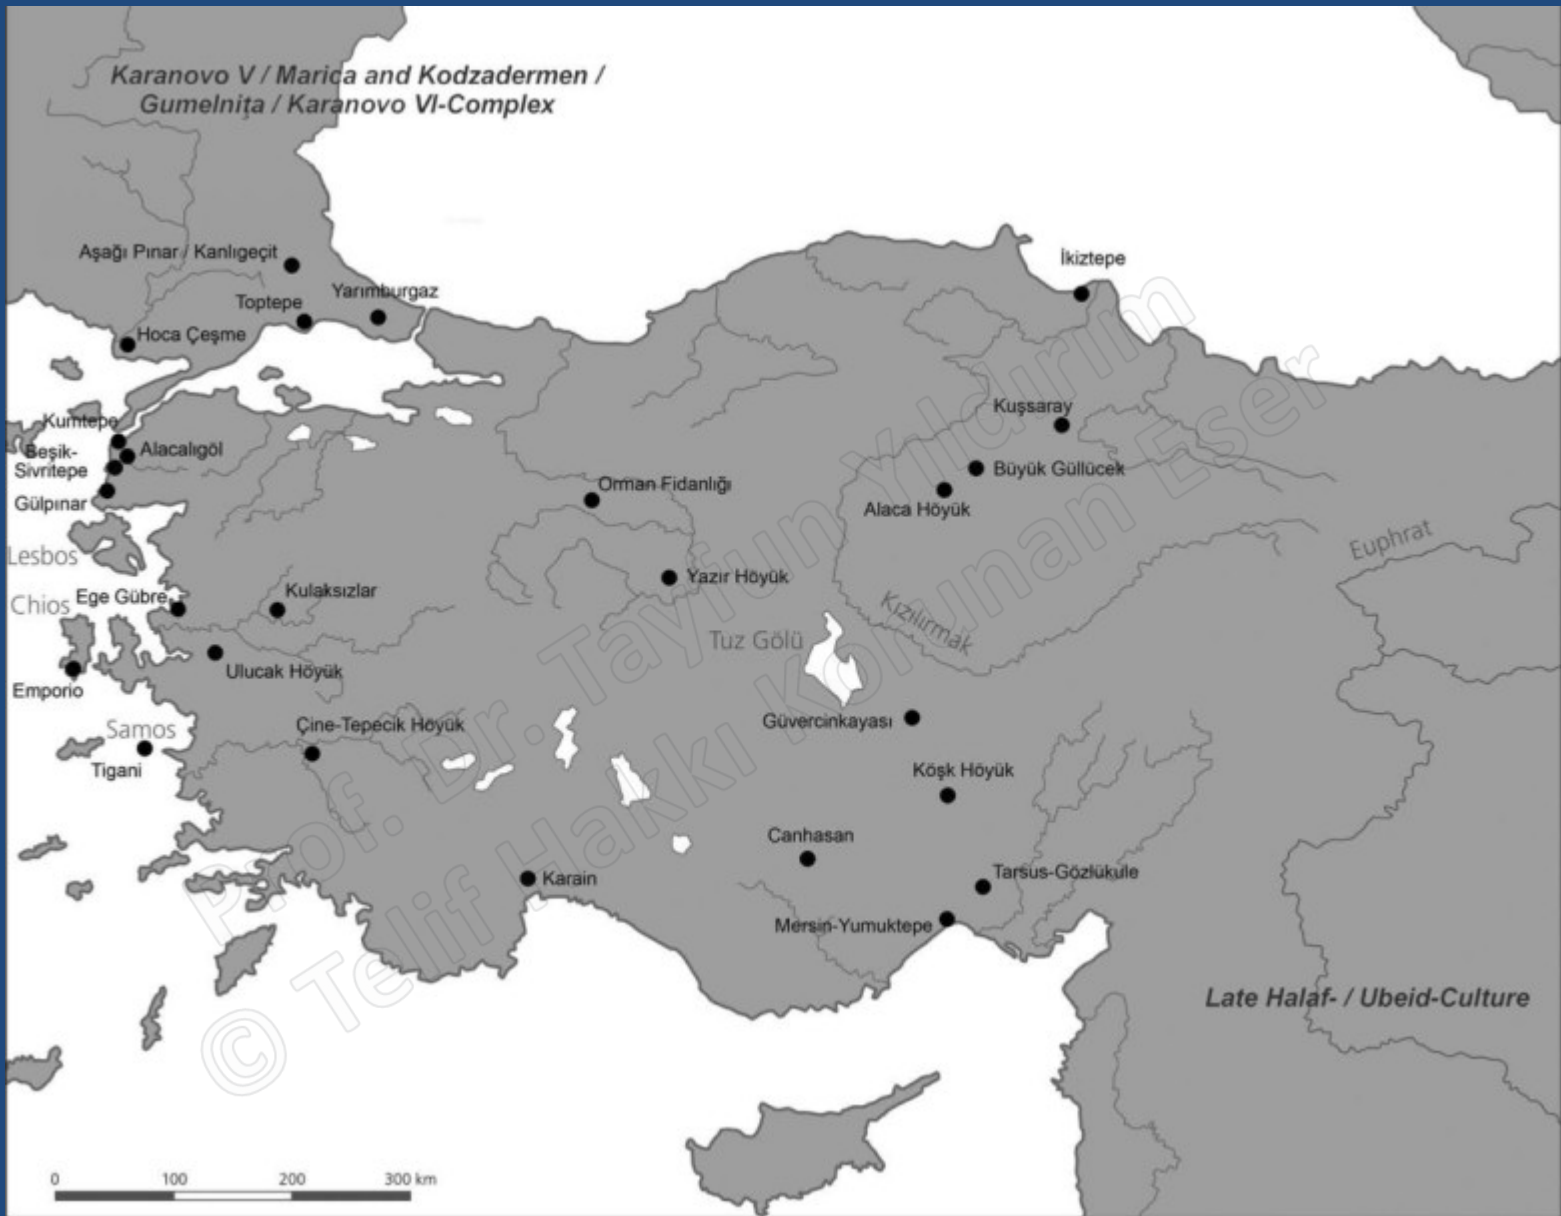 Karanovo V / Marica and Kodzadermen /
Gumelniţa / Karanovo VI-Complex
Aşağı Pınar / Kanlıgeçit
İkiztepe
Yarımburgaz
Toptepe
Hoca Çeşme
Kumtepe
Alacalıgöl
Beşik-
Sivritepe
Gülpınar
Kuşsaray
Büyük Güllücek
Alaca Höyük
Orman Fidanlığı
Euphrat
Lesbos
Yazır Höyük
Kulaksızlar
Ege Gübre
Chios
Kızılırmak
Tuz Gölü
Ulucak Höyük
Emporio
Çine-Tepecik Höyük
Güvercinkayası
Samos
Tigani
Köşk Höyük
Canhasan
Karain
Tarsus-Gözlükule
Mersin-Yumuktepe
Late Halaf- / Ubeid-Culture
0 100 200 300 km
Prof. Dr. Tayfun Yıldırım
© Telif Hakkı Korunan Eser